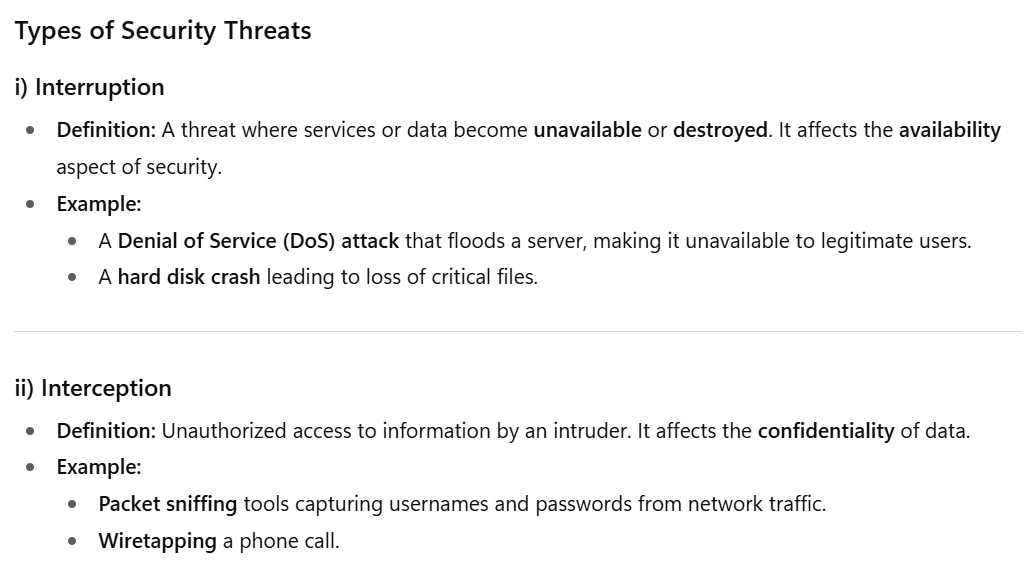 Types of Security Threats
i) Interruption
• Definition: A threat where services or data become unavailable or destroyed. It affects the availability
aspect of security.
• Example:
• A Denial of Service (DoS) attack that floods a server, making it unavailable to legitimate users.
• A hard disk crash leading to loss of critical files.
ii) Interception
• Definition: Unauthorized access to information by an intruder. It affects the confidentiality of data.
• Example:
• Packet sniffing tools capturing usernames and passwords from network traffic.
• Wiretapping a phone call.